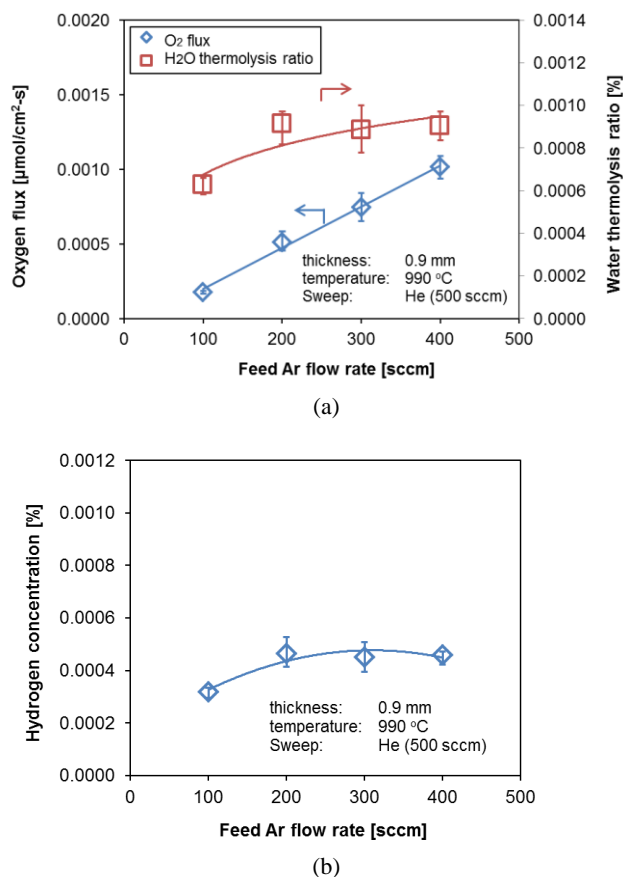 O₂ flux
H2O thermolysis ratio
Oxygen flux [µmol/cm²-s]
0.0020
0.0015
0.0010
0.0005
0.0000
Water thermolysis ratio [%]
0.0014
0.0012
0.0010
0.0008
0.0006
0.0004
0.0002
0.0000
thickness: 0.9 mm
temperature: 990 °C
Sweep: He (500 sccm)
0 100 200 300 400 500
Feed Ar flow rate [sccm]
(a)
Hydrogen concentration [%]
0.0012
0.0010
0.0008
0.0006
0.0004
0.0002
0.0000
thickness: 0.9 mm
temperature: 990 °C
Sweep: He (500 sccm)
0 100 200 300 400 500
Feed Ar flow rate [sccm]
(b)